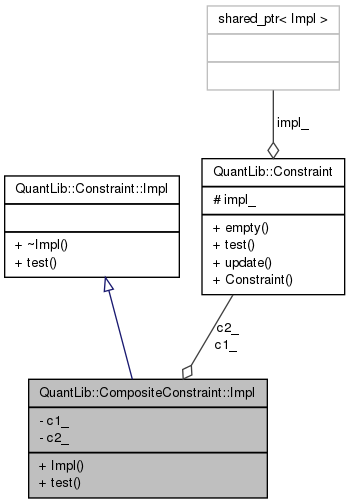 shared_ptr< Impl >
impl_
QuantLib::Constraint::Impl
+ ~Impl()
+ test()
QuantLib::Constraint
# impl_
+ empty()
+ test()
+ update()
+ Constraint()
c2_
c1_
QuantLib::CompositeConstraint::Impl
- c1_
- c2_
+ Impl()
+ test()